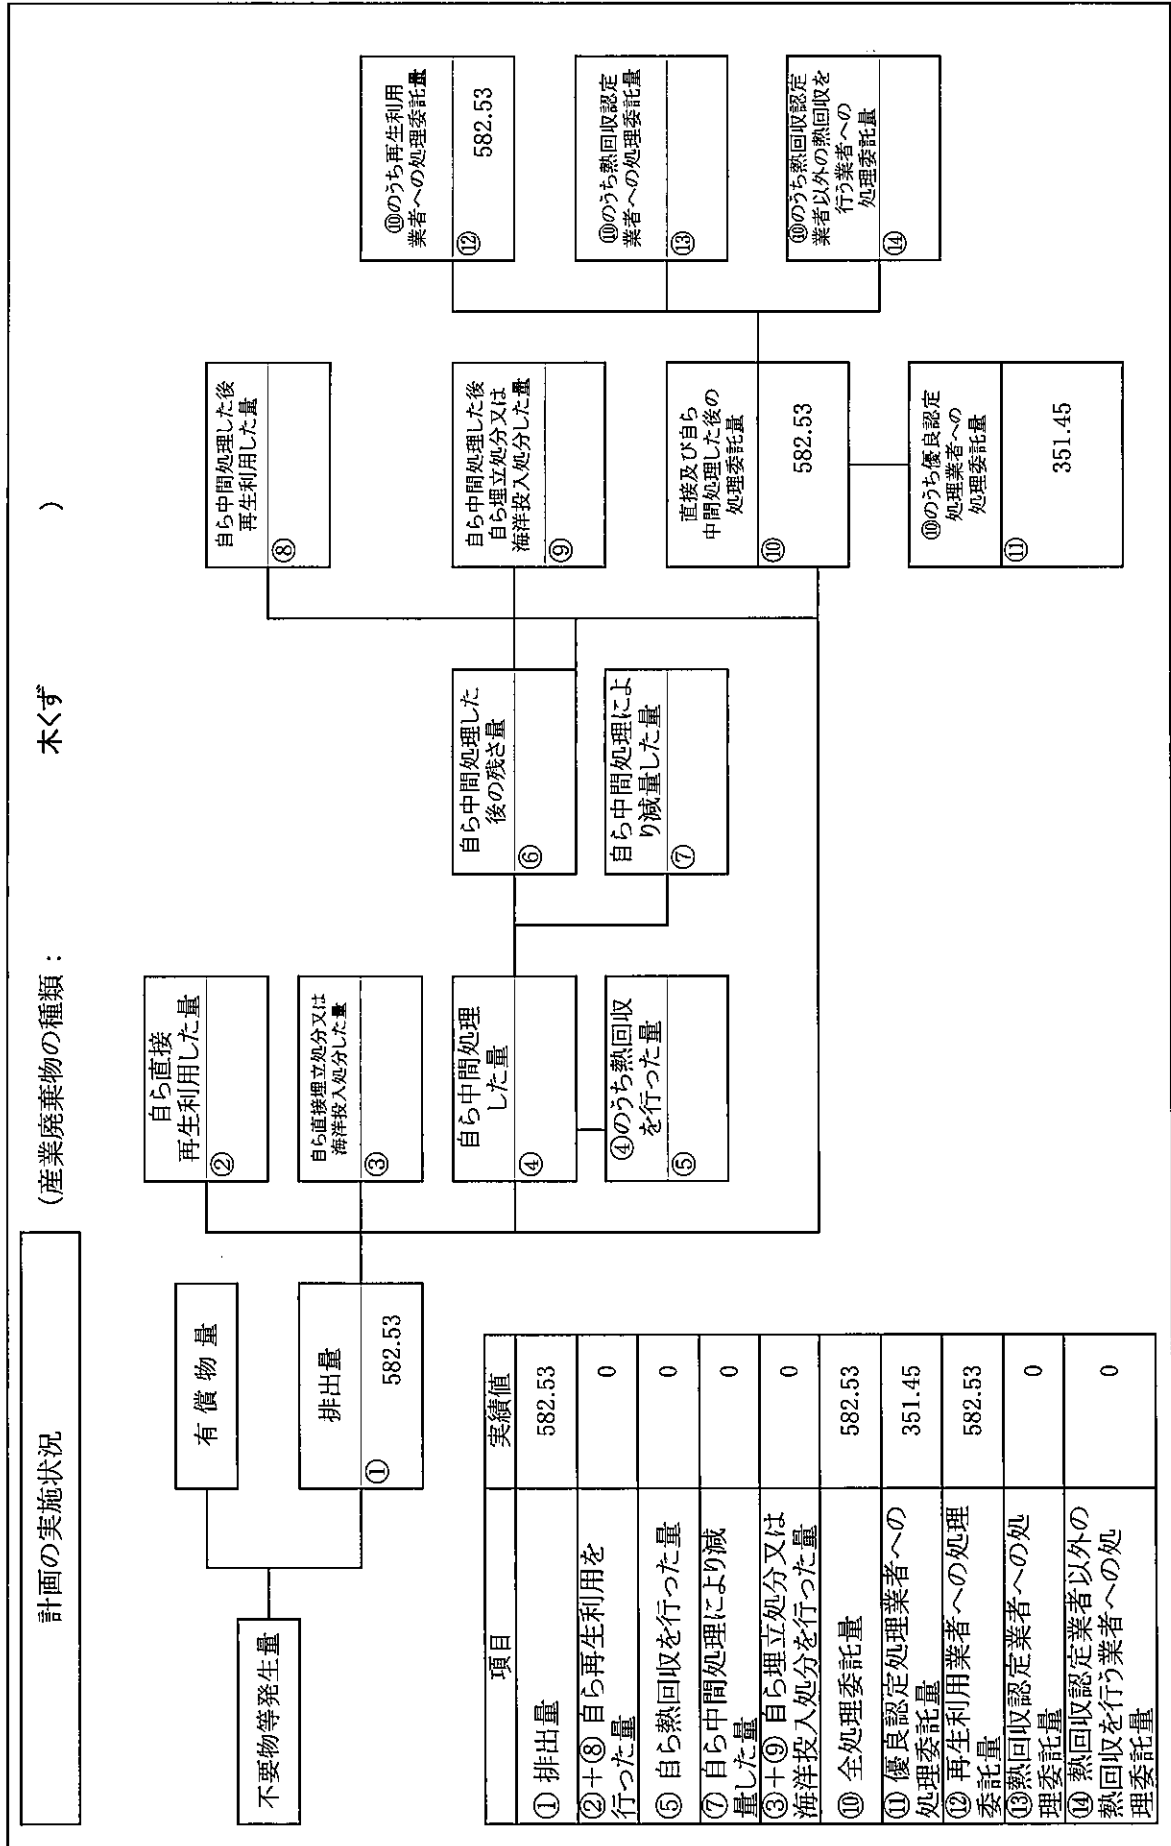 計画の実施状況
（産業廃棄物の種類：　木くず　）
不要物等発生量
有償物量
排出量
① 582.53
自ら直接
再生利用した量
②
自ら直接埋立処分又は
海洋投入処分した量
③
自ら中間処理
した量
④
④のうち熱回収
を行った量
⑤
自ら中間処理した
後の残さ量
⑥
自ら中間処理によ
り減量した量
⑦
自ら中間処理した後
再生利用した量
⑧
自ら中間処理した後
自ら埋立処分又は
海洋投入処分した量
⑨
直接及び自ら
中間処理した後の
処理委託量
⑩ 582.53
⑩のうち優良認定
処理業者への
処理委託量
⑪ 351.45
⑩のうち再生利用
業者への処理委託量
⑫ 582.53
⑩のうち熱回収認定
業者への処理委託量
⑬
⑩のうち熱回収認定
業者以外の熱回収を
行う業者への
処理委託量
⑭
項目 実績値
① 排出量 582.53
②＋⑧ 自ら再生利用を
行った量 0
⑤ 自ら熱回収を行った量 0
⑦ 自ら中間処理により減
量した量 0
③＋⑨ 自ら埋立処分又は
海洋投入処分を行った量 0
⑩ 全処理委託量 582.53
⑪ 優良認定処理業者への
処理委託量 351.45
⑫ 再生利用業者への処理
委託量 582.53
⑬熱回収認定業者への処
理委託量 0
⑭ 熱回収認定業者以外の
熱回収を行う業者への処
理委託量 0